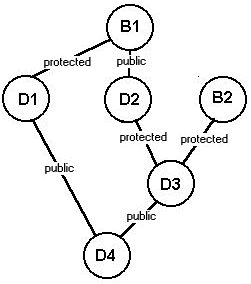 B1
protected
public
D1
D2
B2
protected
protected
public
D3
public
D4